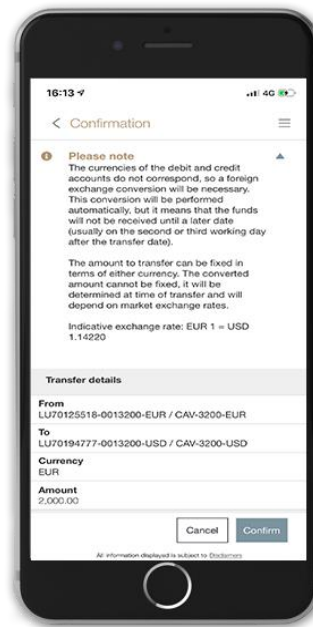 16:13
4G
Confirmation
Please note
The currencies of the debit and credit
accounts do not correspond, so a foreign
exchange conversion will be necessary.
This conversion will be performed
automatically, but it means that the funds
will not be received until a later date
(usually on the second or third working day
after the transfer date).
The amount to transfer can be fixed in
terms of either currency. The converted
amount cannot be fixed, it will be
determined at time of transfer and will
depend on market exchange rates.
Indicative exchange rate: EUR 1 = USD
1.14220
Transfer details
From
LU70125518-0013200-EUR / CAV-3200-EUR
To
LU70194777-0013200-USD / CAV-3200-USD
Currency
EUR
Amount
2,000.00
Cancel
Confirm
All information displayed is subject to Disclaimers